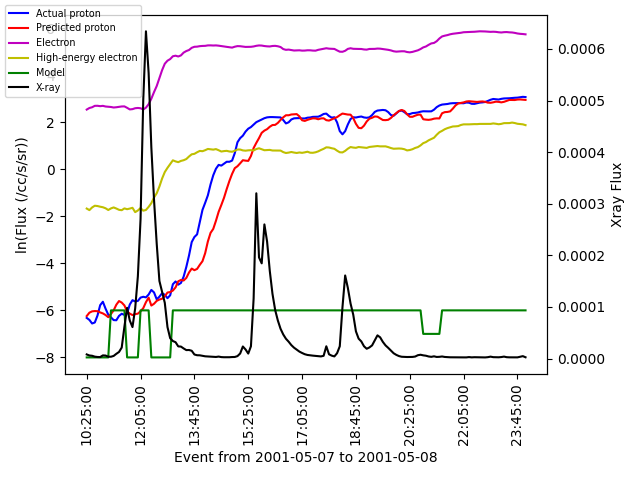 Actual proton
Predicted proton
Electron
High-energy electron
Model
X-ray
2
0
−2
−4
−6
−8
ln(Flux (/cc/s/sr))
0.0006
0.0005
0.0004
0.0003
0.0002
0.0001
0.0000
Xray Flux
10:25:00
12:05:00
13:45:00
15:25:00
17:05:00
18:45:00
20:25:00
22:05:00
23:45:00
Event from 2001-05-07 to 2001-05-08